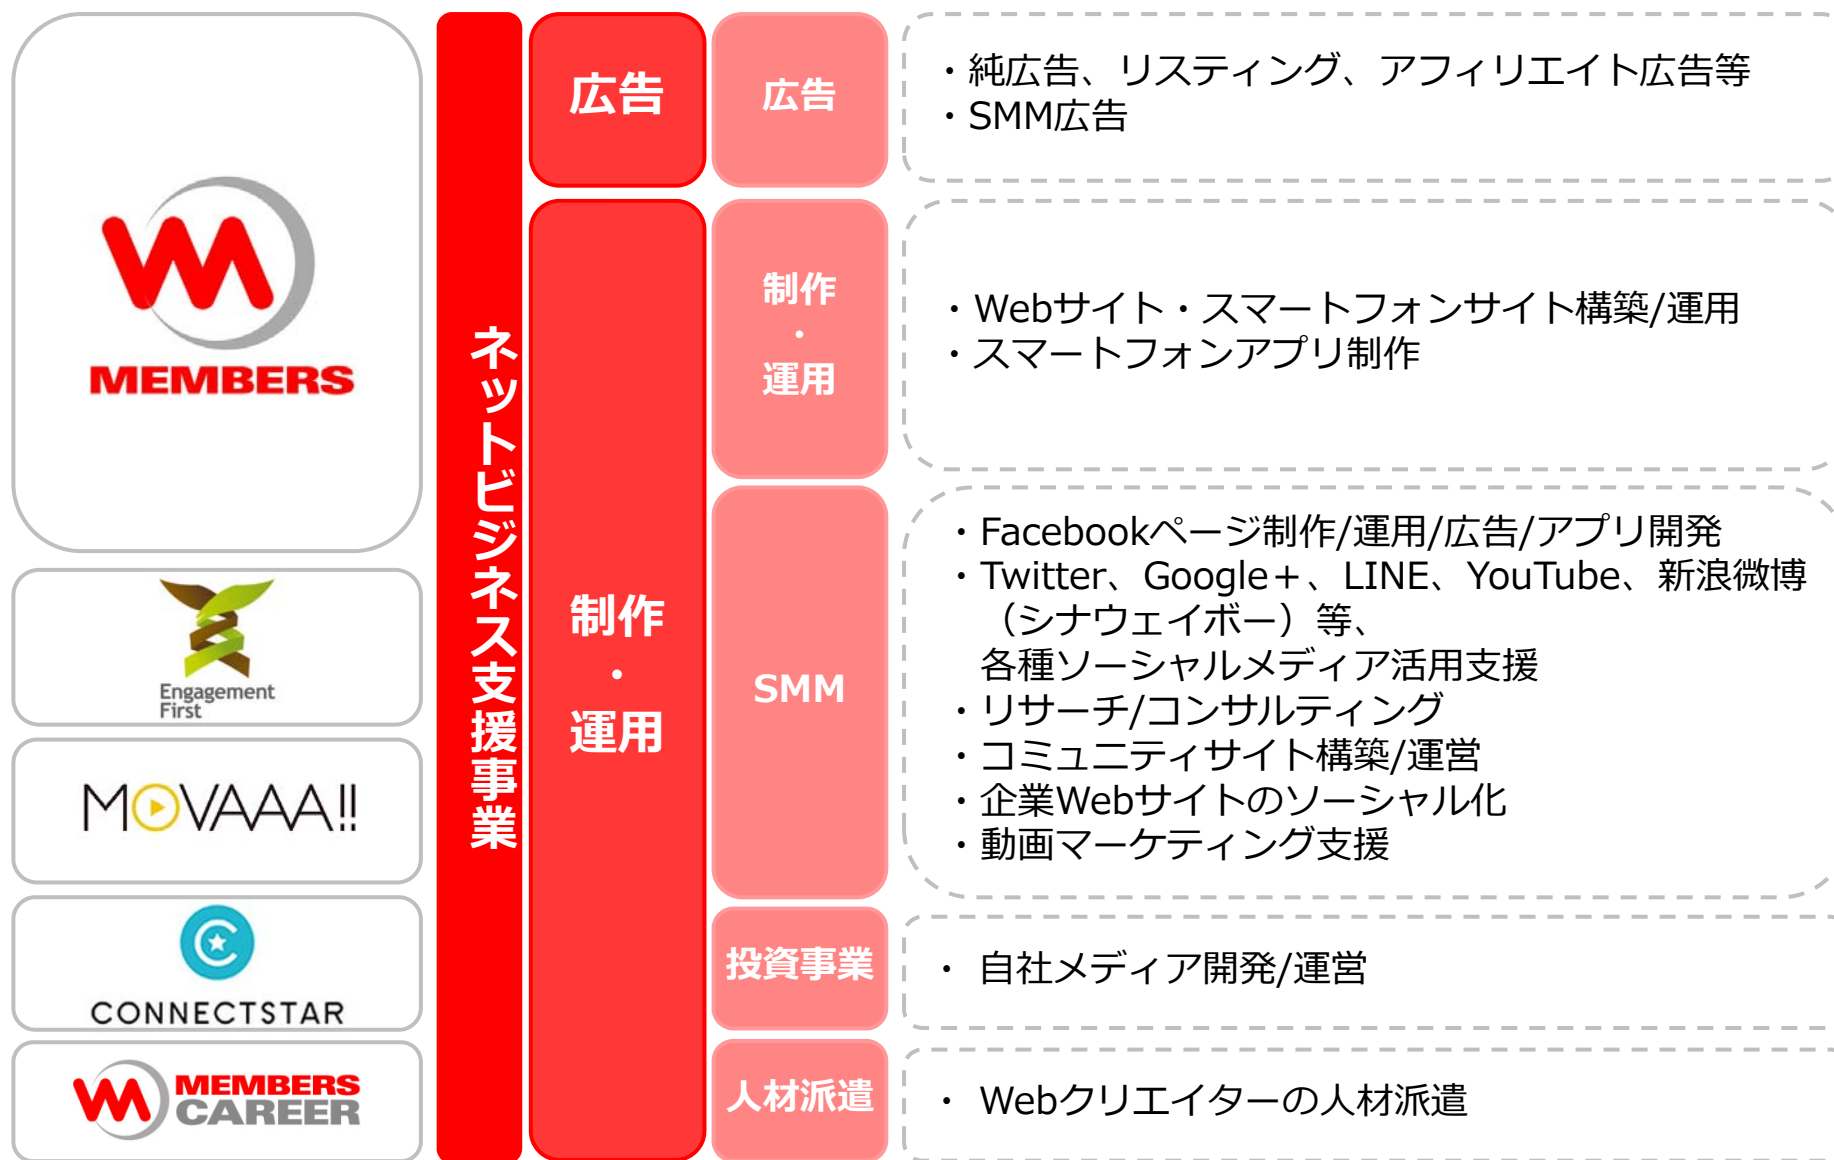 MEMBERS
Engagement
First
MOVAAA!!
CONNECTSTAR
MEMBERS
CAREER
ネットビジネス支援事業
広告
制作
・
運用
広告
制作
・
運用
SMM
投資事業
人材派遣
・純広告、リスティング、アフィリエイト広告等
・SMM広告
・Webサイト・スマートフォンサイト構築/運用
・スマートフォンアプリ制作
・Facebookページ制作/運用/広告/アプリ開発
・Twitter、Google＋、LINE、YouTube、新浪微博
（シナウェイボー）等、
各種ソーシャルメディア活用支援
・リサーチ/コンサルティング
・コミュニティサイト構築/運営
・企業Webサイトのソーシャル化
・動画マーケティング支援
・ 自社メディア開発/運営
・ Webクリエイターの人材派遣